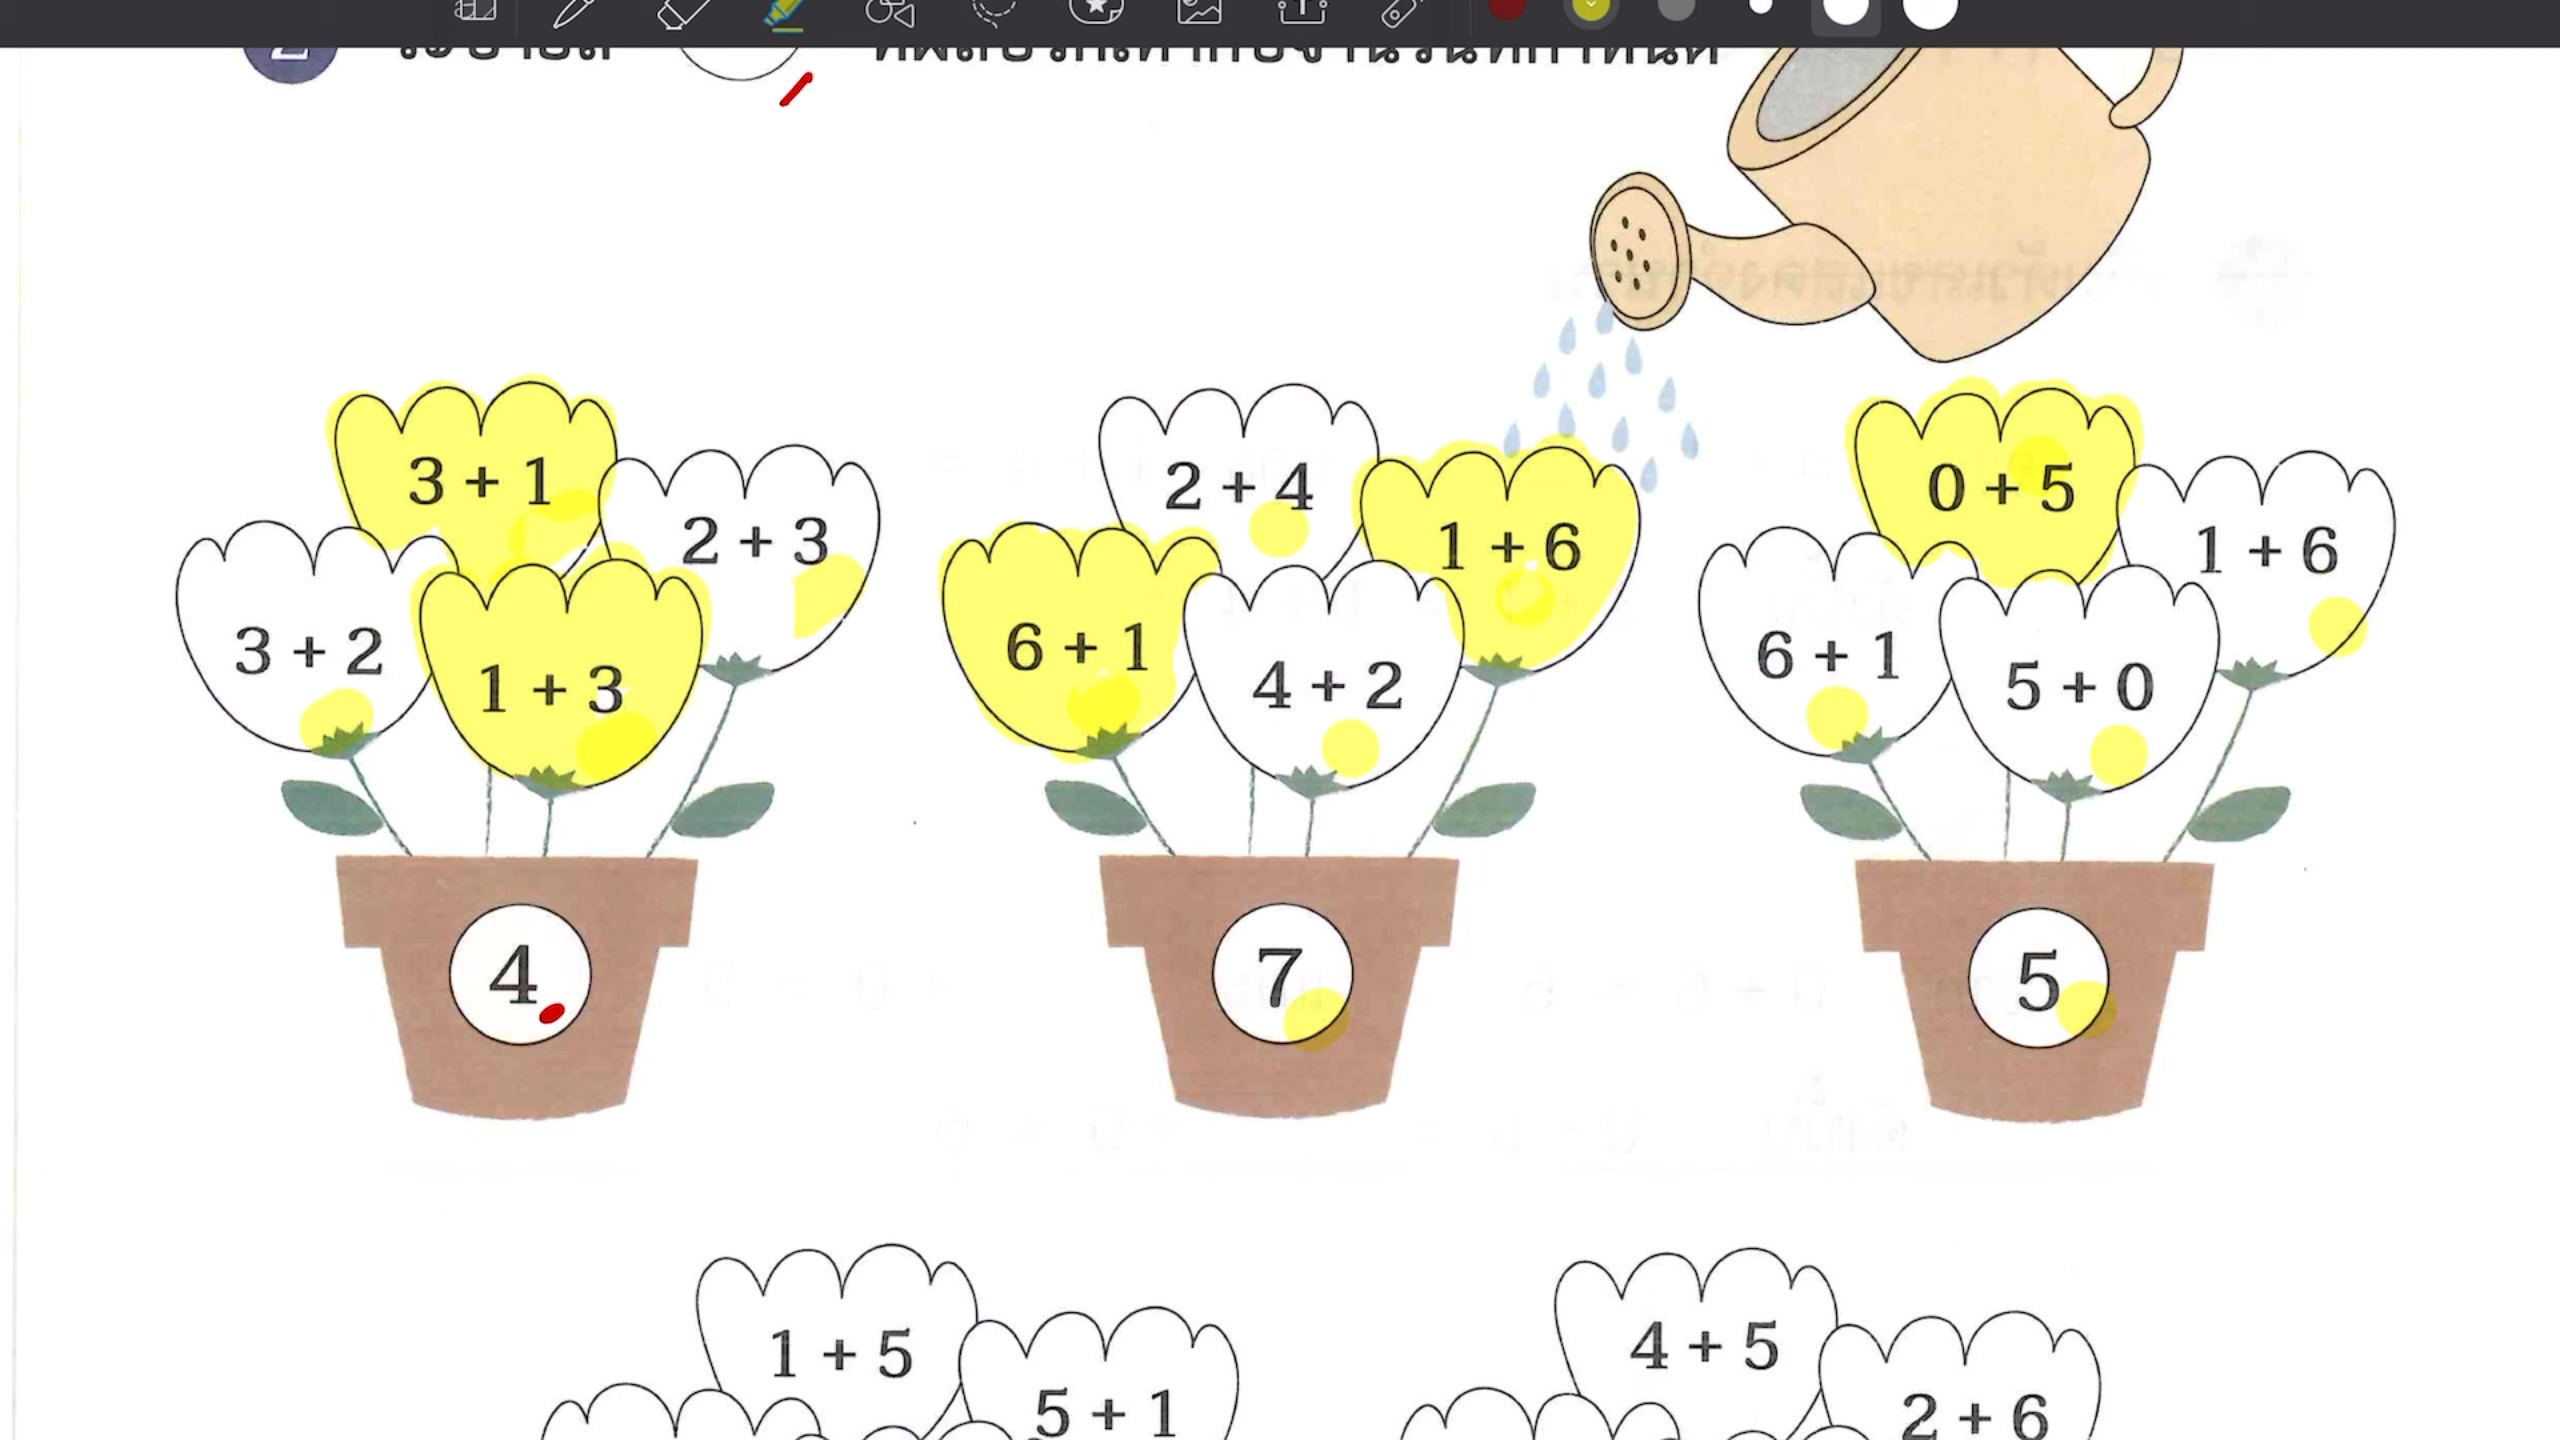 2
3 + 1
2 + 3
3 + 2
1 + 3
4
2 + 4
1 + 6
6 + 1
4 + 2
7
0 + 5
1 + 6
6 + 1
5 + 0
5
1 + 5
5 + 1
4 + 5
2 + 6